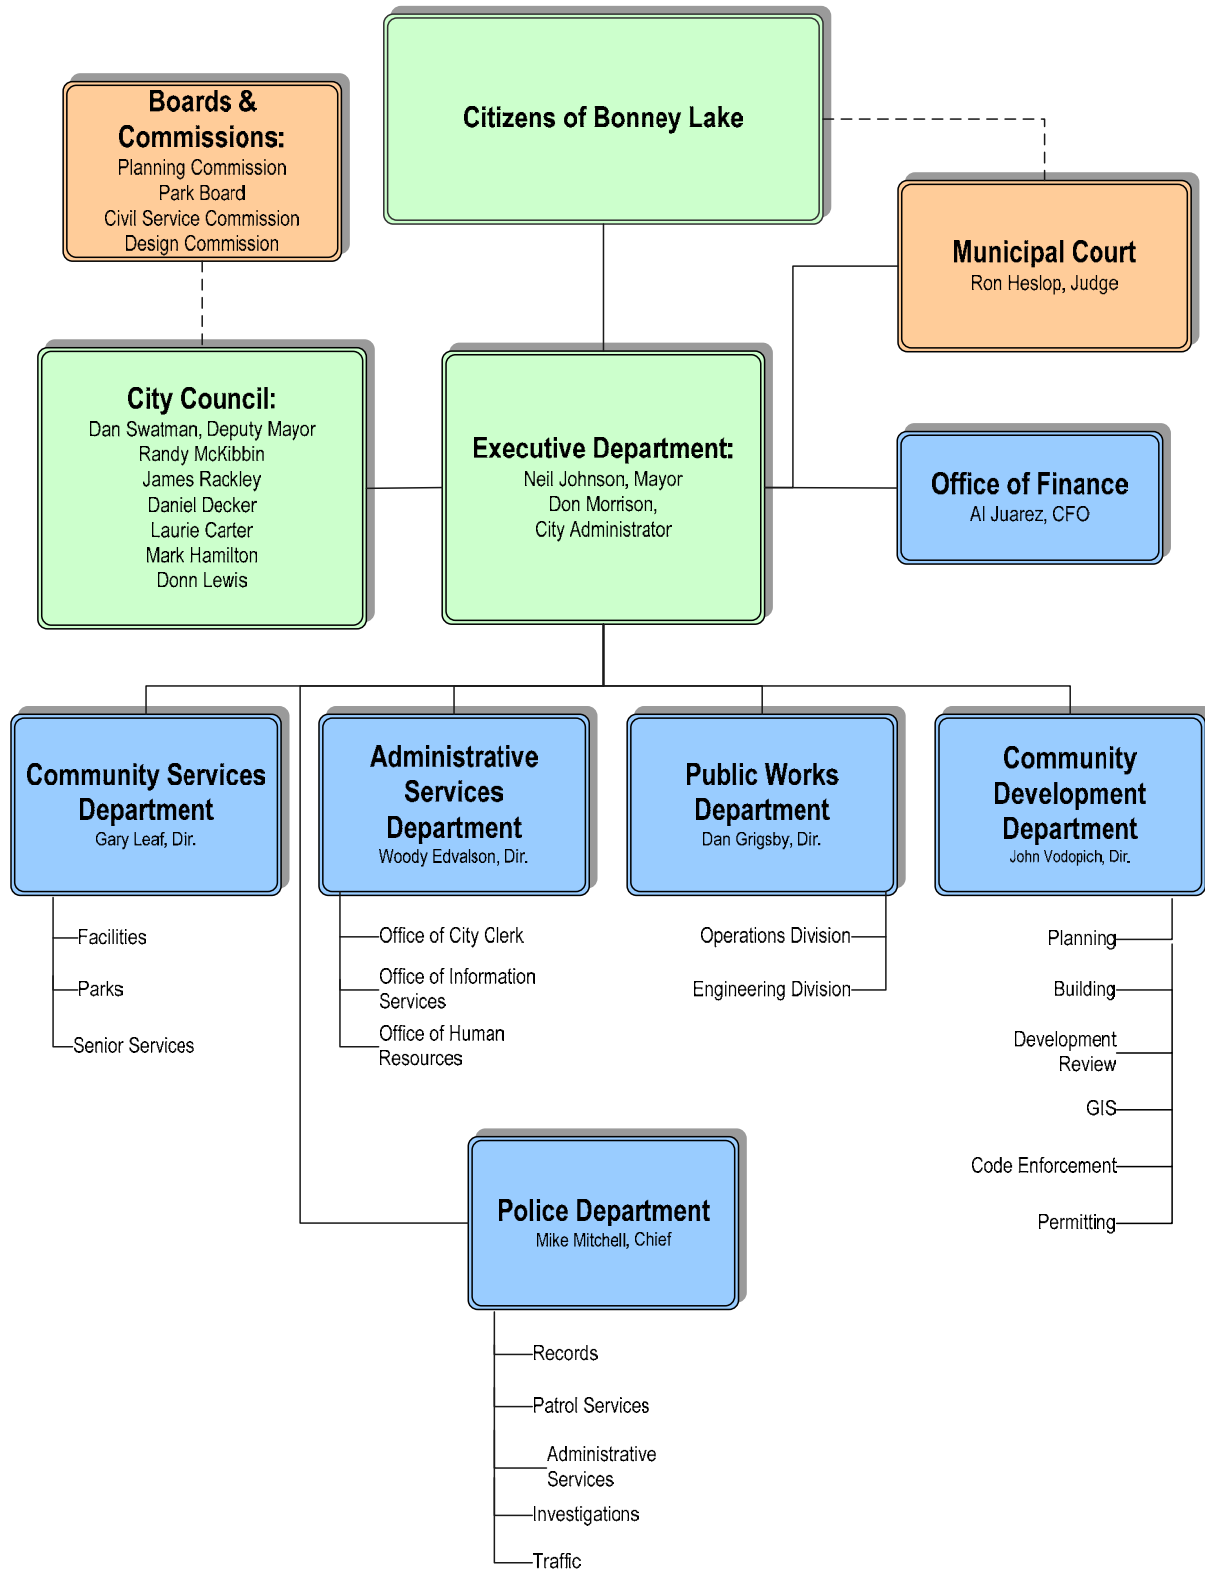 Citizens of Bonney Lake
Boards &
Commissions:
Planning Commission
Park Board
Civil Service Commission
Design Commission
Municipal Court
Ron Heslop, Judge
City Council:
Dan Swatman, Deputy Mayor
Randy McKibbin
James Rackley
Daniel Decker
Laurie Carter
Mark Hamilton
Donn Lewis
Executive Department:
Neil Johnson, Mayor
Don Morrison,
City Administrator
Office of Finance
Al Juarez, CFO
Community Services
Department
Gary Leaf, Dir.
Facilities
Parks
Senior Services
Administrative
Services
Department
Woody Edvalson, Dir.
Office of City Clerk
Office of Information
Services
Office of Human
Resources
Public Works
Department
Dan Grigsby, Dir.
Operations Division
Engineering Division
Community
Development
Department
John Vodopich, Dir.
Planning
Building
Development
Review
GIS
Code Enforcement
Permitting
Police Department
Mike Mitchell, Chief
Records
Patrol Services
Administrative
Services
Investigations
Traffic